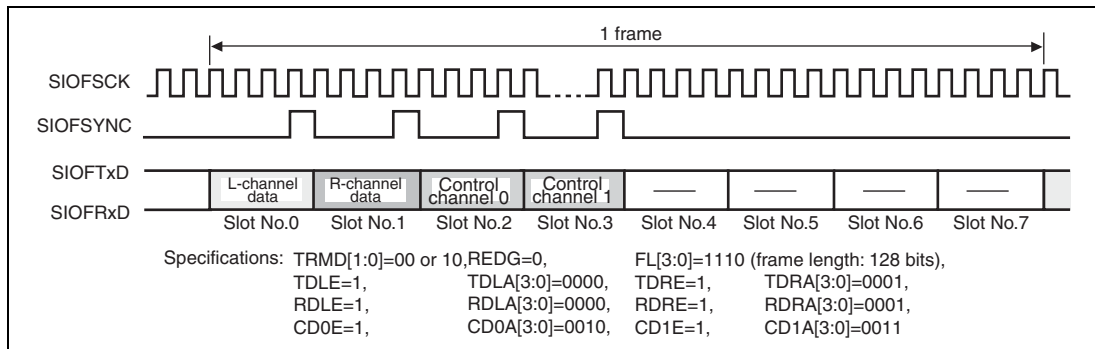 1 frame
SIOFSCK
SIOFSYNC
SIOFTxD
SIOFRxD
L-channel
data
R-channel
data
Control
channel 0
Control
channel 1
Slot No.0 Slot No.1 Slot No.2 Slot No.3 Slot No.4 Slot No.5 Slot No.6 Slot No.7
Specifications: TRMD[1:0]=00 or 10, REDG=0, FL[3:0]=1110 (frame length: 128 bits),
TDLE=1, TDLA[3:0]=0000, TDRE=1, TDRA[3:0]=0001,
RDLE=1, RDLA[3:0]=0000, RDRE=1, RDRA[3:0]=0001,
CD0E=1, CD0A[3:0]=0010, CD1E=1, CD1A[3:0]=0011